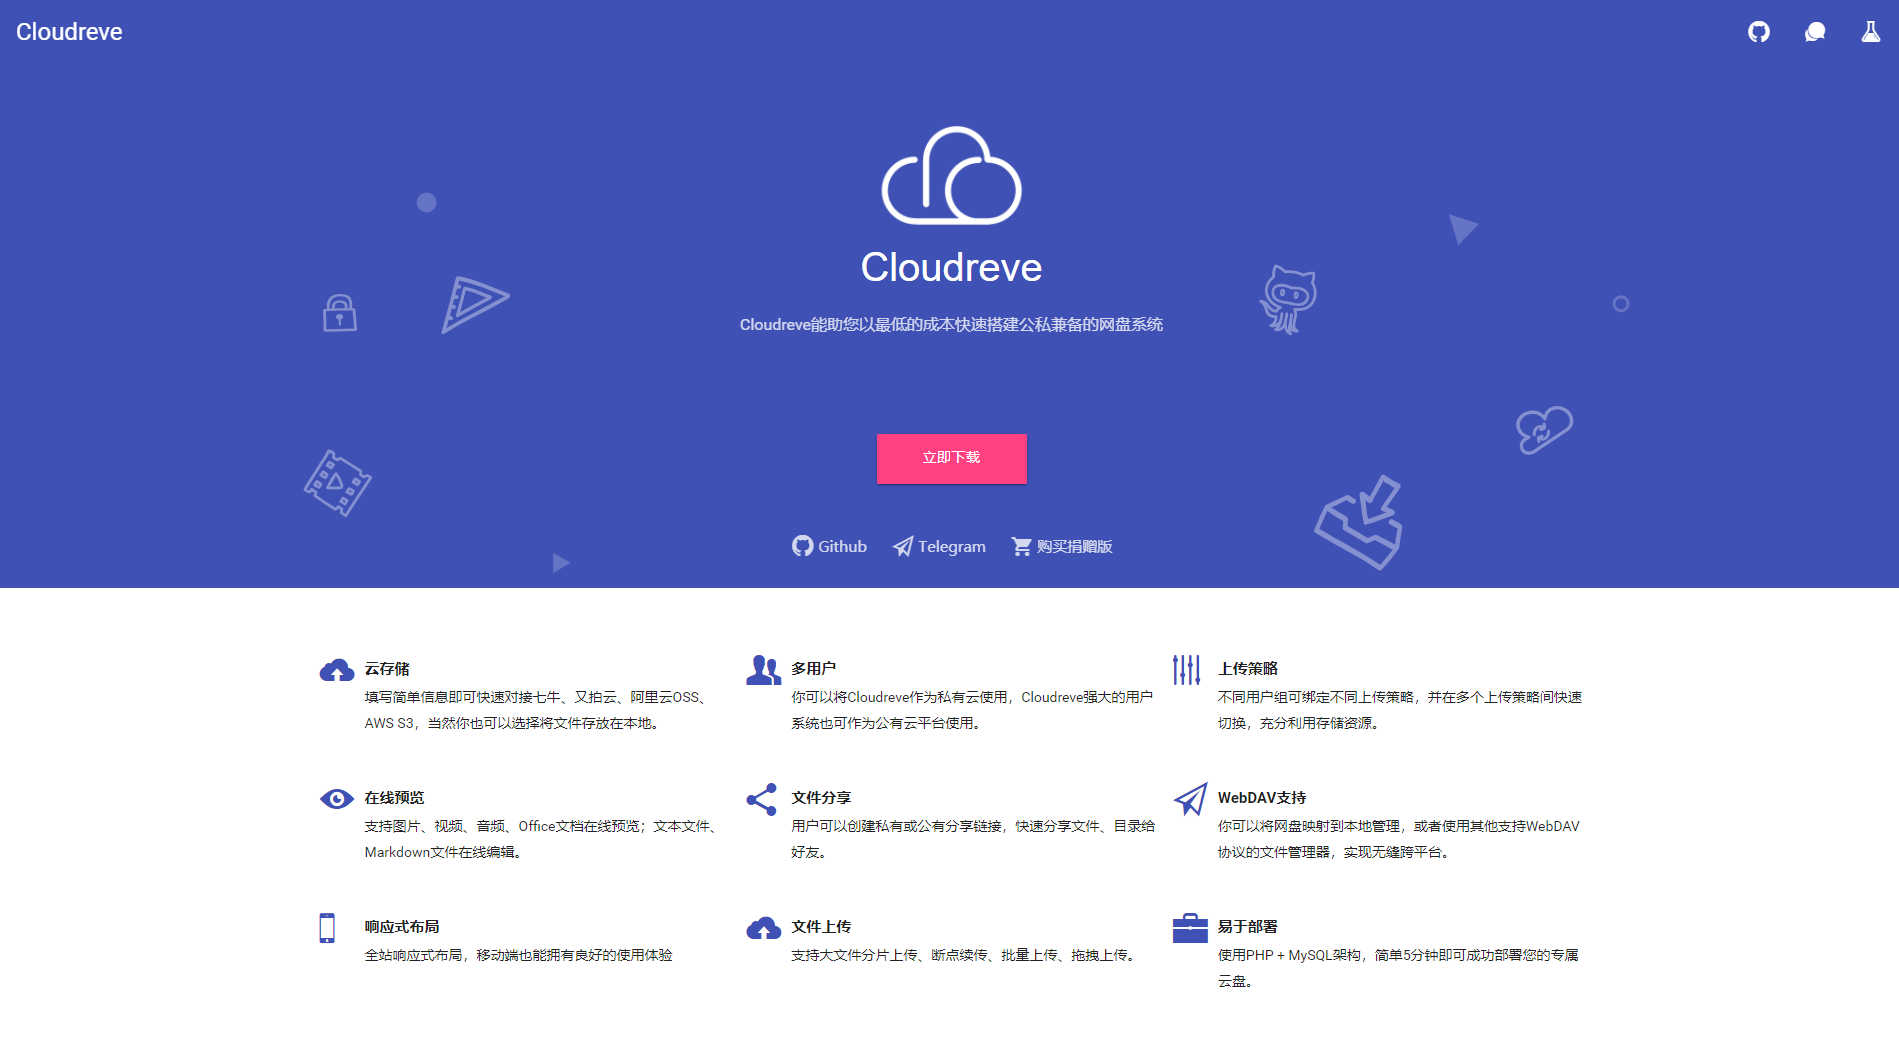 Cloudreve
Cloudreve
Cloudreve能助您以最低的成本快速搭建公私兼备的网盘系统
立即下载
Github
Telegram
购买捐赠版
云存储
填写简单信息即可快速对接七牛、又拍云、阿里云OSS、
AWS S3，当然你也可以选择将文件存放在本地。
多用户
你可以将Cloudreve作为私有云使用，Cloudreve强大的用户
系统也可作为公有云平台使用。
上传策略
不同用户组可绑定不同上传策略，并在多个上传策略间快速
切换，充分利用存储资源。
在线预览
支持图片、视频、音频、Office文档在线预览；文本文件、
Markdown文件在线编辑。
文件分享
用户可以创建私有或公有分享链接，快速分享文件、目录给
好友。
WebDAV支持
你可以将网盘映射到本地管理，或者使用其他支持WebDAV
协议的文件管理器，实现无缝跨平台。
响应式布局
全站响应式布局，移动端也能拥有良好的使用体验
文件上传
支持大文件分片上传、断点续传、批量上传、拖拽上传。
易于部署
使用PHP + MySQL架构，简单5分钟即可成功部署您的专属
云盘。